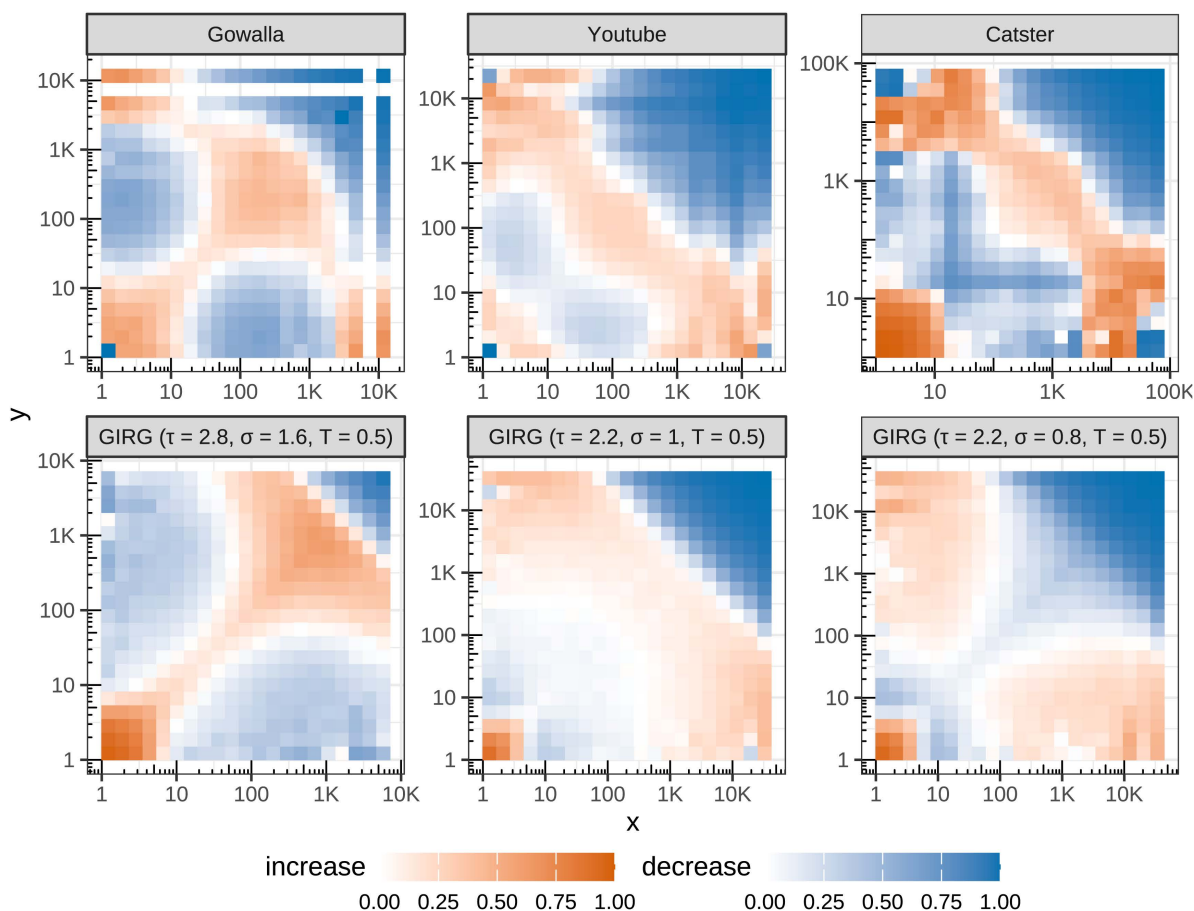 Gowalla Youtube Catster
10K 1K 100 10 1
10K 1K 100 10 1
100K 1K 10
1 10 100 1K 10K
1 10 100 1K 10K
10 1K 100K
y
GIRG (τ = 2.8, σ = 1.6, T = 0.5) GIRG (τ = 2.2, σ = 1, T = 0.5) GIRG (τ = 2.2, σ = 0.8, T = 0.5)
10K 1K 100 10 1
10K 1K 100 10 1
10K 1K 100 10 1
1 10 100 1K 10K
1 10 100 1K 10K
1 10 100 1K 10K
x
increase decrease
0.00 0.25 0.50 0.75 1.00 0.00 0.25 0.50 0.75 1.00